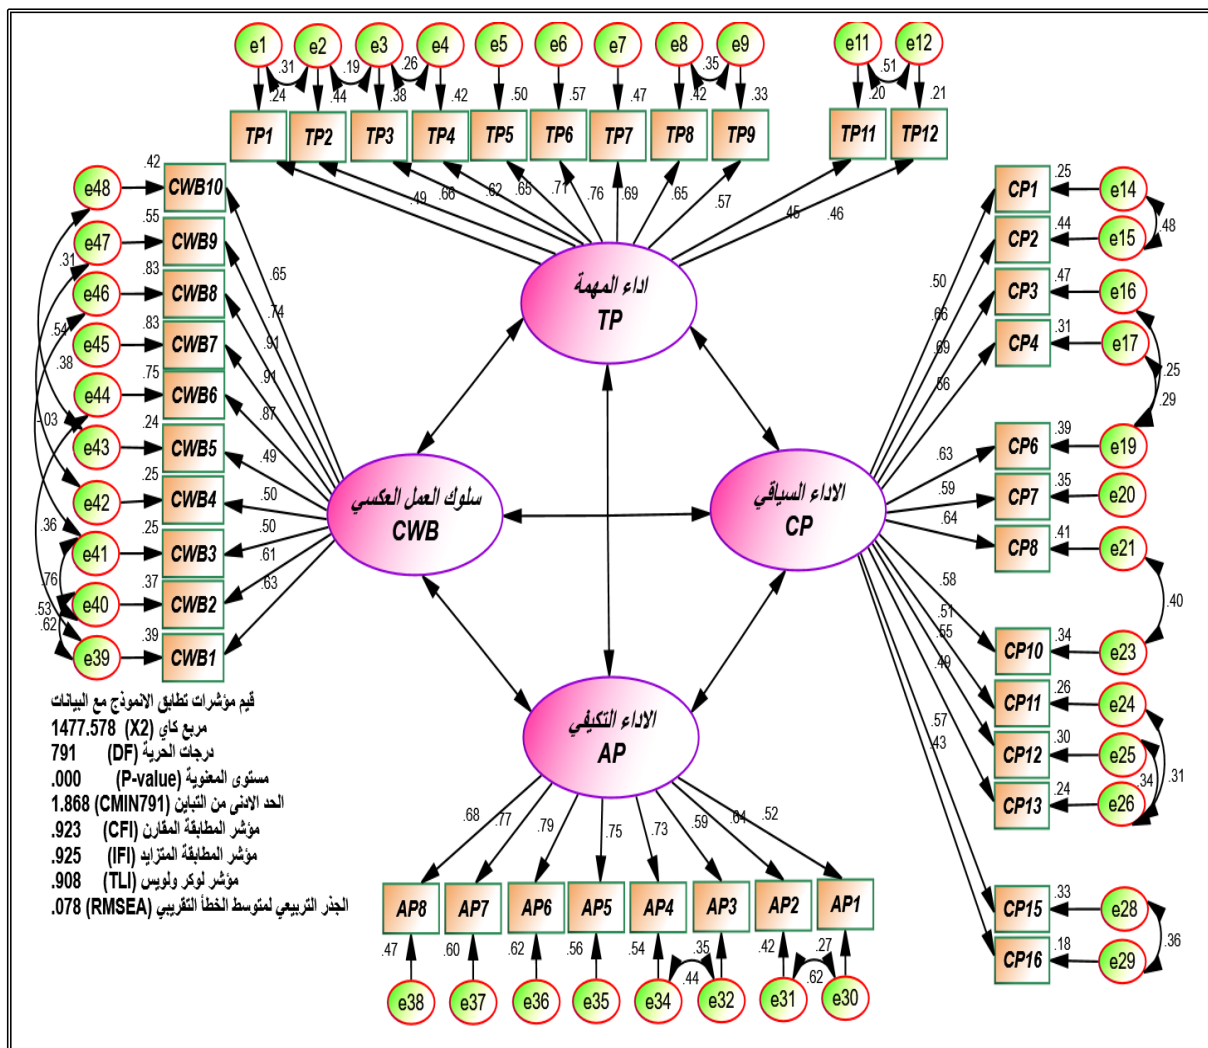 e1 e2 e3 e4 e5 e6 e7 e8 e9 e11 e12
.31 .19 .26 .35 .51
.24 .44 .38 .42 .50 .57 .47 .42 .33 .20 .21
TP1 TP2 TP3 TP4 TP5 TP6 TP7 TP8 TP9 TP11 TP12
.49 .66 .62 .65 .71 .76 .69 .65 .57 .45 .46
اداء المهمة
TP
e48 .42 CWB10
e47 .55 CWB9
e46 .83 CWB8
e45 .83 CWB7
e44 .75 CWB6
e43 .24 CWB5
e42 .25 CWB4
e41 .25 CWB3
e40 .37 CWB2
e39 .39 CWB1
.31
.54
.38
-.03
.36
.76
.53
.62
.65
.74
.91
.91
.87
.49
.50
.50
.61
.63
سلوك العمل العكسي
CWB
الاداء السياقي
CP
.50
.66
.69
.56
.63
.59
.64
.58
.51
.55
.49
.57
.43
CP1 .25 e14
CP2 .44 e15
CP3 .47 e16
CP4 .31 e17
CP6 .39 e19
CP7 .35 e20
CP8 .41 e21
CP10 .34 e23
CP11 .26 e24
CP12 .30 e25
CP13 .24 e26
CP15 .33 e28
CP16 .18 e29
.48
.25
.29
.40
.31
.34
.36
الاداء التكيفي
AP
.68 .77 .79 .75 .73 .59 .64 .52
AP8 AP7 AP6 AP5 AP4 AP3 AP2 AP1
.47 .60 .62 .56 .54 .35 .42 .27
.44 .62
e38 e37 e36 e35 e34 e32 e31 e30
قيم مؤشرات تطابق الانموذج مع البيانات
مربع كاي (X2) 1477.578
درجات الحرية (DF) 791
مستوى المعنوية (P-value) .000
الحد الادنى من التباين (CMIN791) 1.868
مؤشر المطابقة المقارن (CFI) .923
مؤشر المطابقة المتزايد (IFI) .925
مؤشر لوكر ولويس (TLI) .908
الجذر التربيعي لمتوسط الخطأ التقريبي (RMSEA) .078